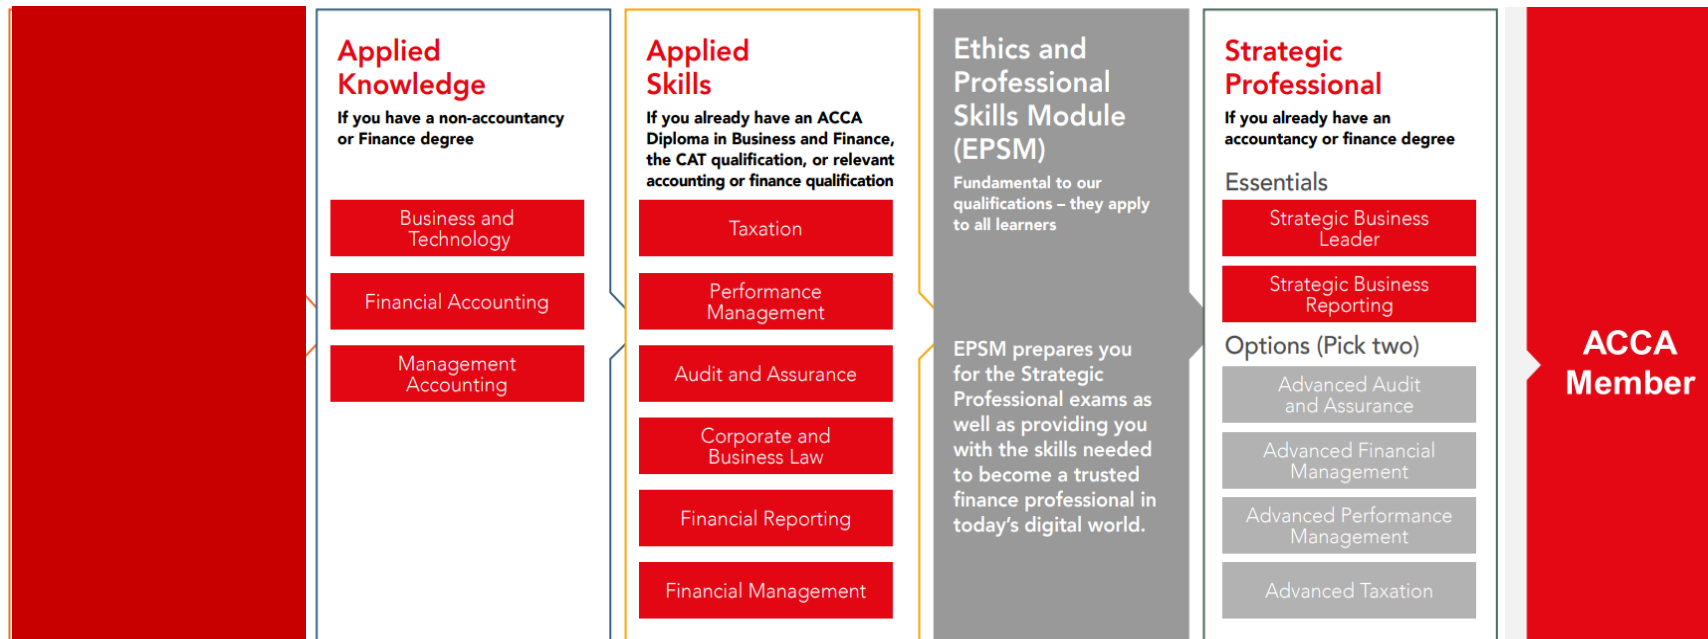 Applied
Knowledge
If you have a non-accountancy
or Finance degree
Business and
Technology
Financial Accounting
Management
Accounting
Applied
Skills
If you already have an ACCA
Diploma in Business and Finance,
the CAT qualification, or relevant
accounting or finance qualification
Taxation
Performance
Management
Audit and Assurance
Corporate and
Business Law
Financial Reporting
Financial Management
Ethics and
Professional
Skills Module
(EPSM)
Fundamental to our
qualifications – they apply
to all learners
EPSM prepares you
for the Strategic
Professional exams as
well as providing you
with the skills needed
to become a trusted
finance professional in
today's digital world.
Strategic
Professional
If you already have an
accountancy or finance degree
Essentials
Strategic Business
Leader
Strategic Business
Reporting
Options (Pick two)
Advanced Audit
and Assurance
Advanced Financial
Management
Advanced Performance
Management
Advanced Taxation
ACCA
Member